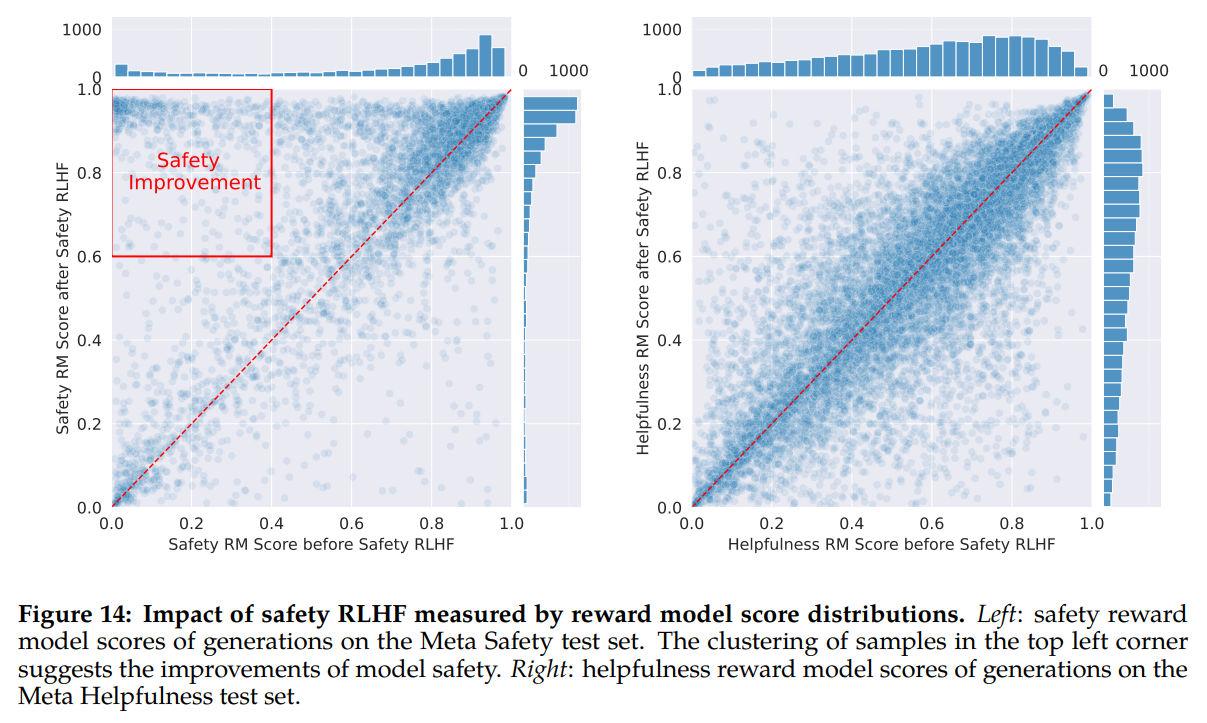 1000
0
0 1000
1.0
0.8
0.6
0.4
0.2
0.0
Safety RM Score after Safety RLHF
Safety
Improvement
0.0 0.2 0.4 0.6 0.8 1.0
Safety RM Score before Safety RLHF
1000
0
0 1000
1.0
0.8
0.6
0.4
0.2
0.0
Helpfulness RM Score after Safety RLHF
0.0 0.2 0.4 0.6 0.8 1.0
Helpfulness RM Score before Safety RLHF
Figure 14: Impact of safety RLHF measured by reward model score distributions. Left: safety reward
model scores of generations on the Meta Safety test set. The clustering of samples in the top left corner
suggests the improvements of model safety. Right: helpfulness reward model scores of generations on the
Meta Helpfulness test set.